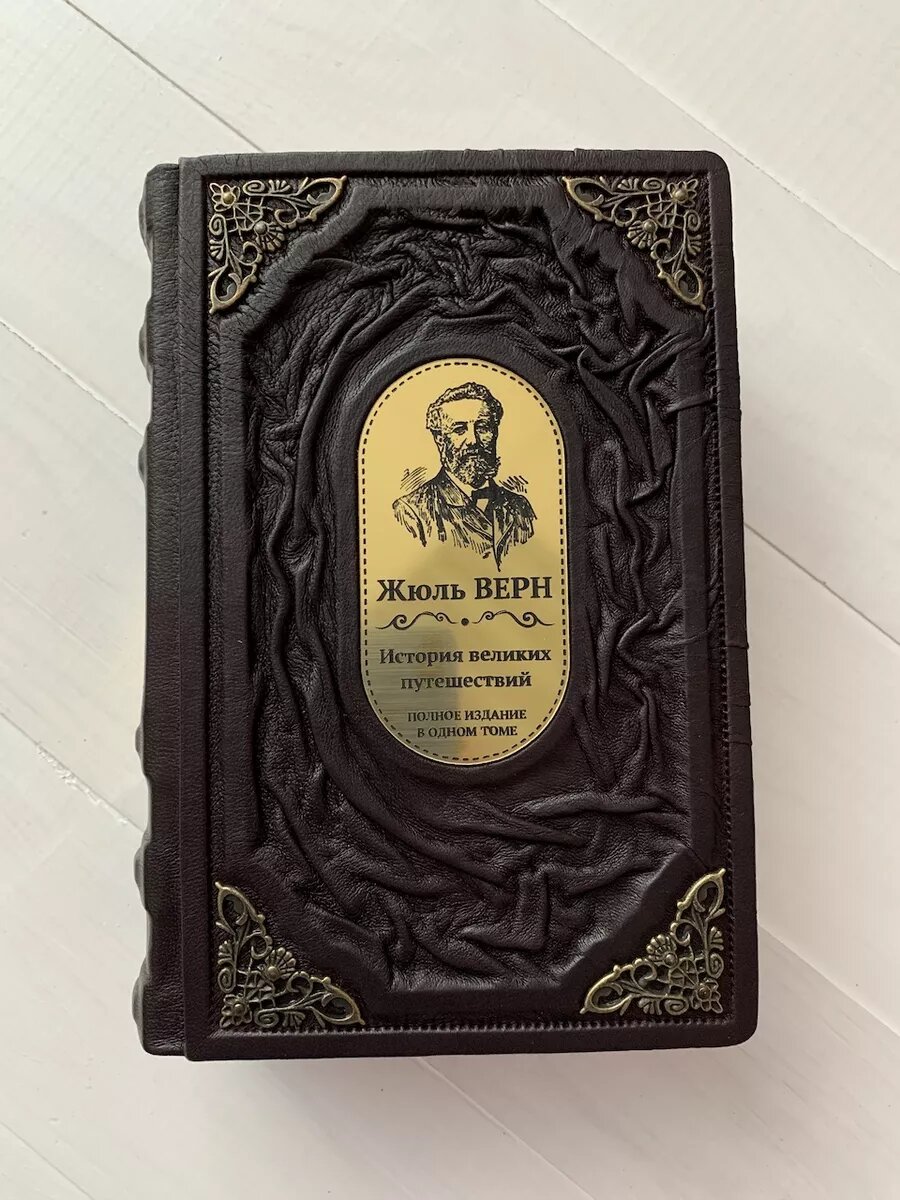 Жюль ВЕРН
История великих
путешествий
ПОЛНОЕ ИЗДАНИЕ
В ОДНОМ ТОМЕ